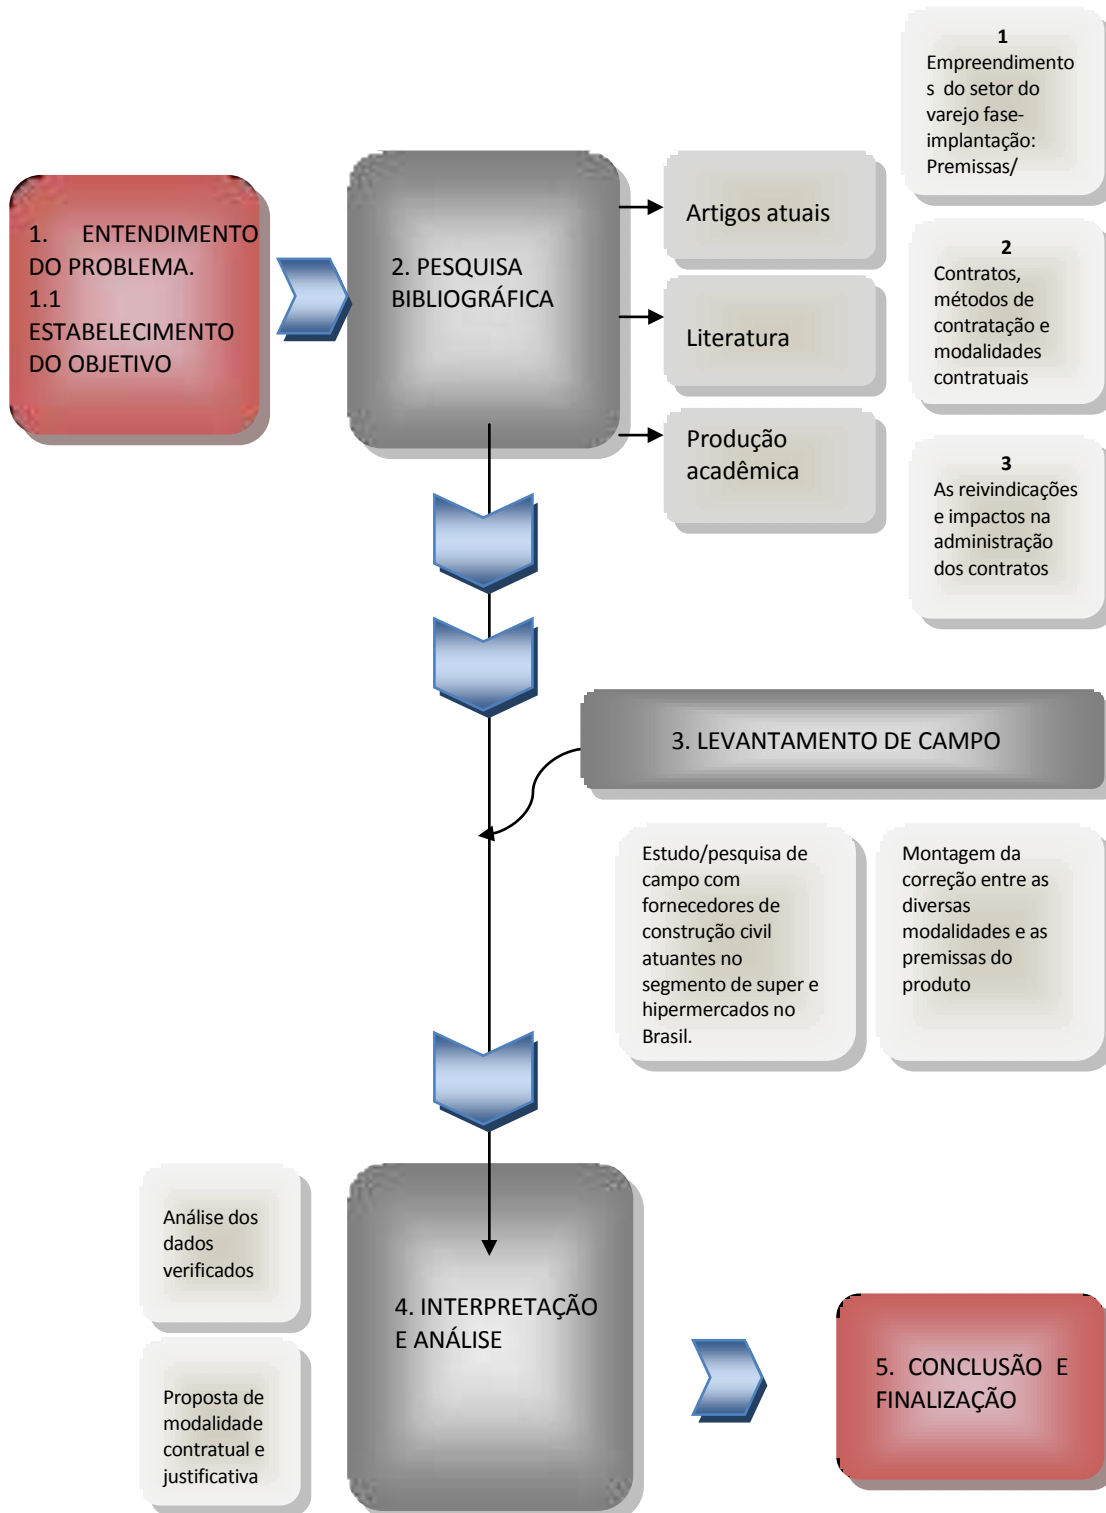 1. ENTENDIMENTO
DO PROBLEMA.
1.1
ESTABELECIMENTO
DO OBJETIVO
2. PESQUISA
BIBLIOGRÁFICA
Artigos atuais
Literatura
Produção
acadêmica
1
Empreendimento
s do setor do
varejo fase-
implantação:
Premissas/
2
Contratos,
métodos de
contratação e
modalidades
contratuais
3
As reivindicações
e impactos na
administração
dos contratos
3. LEVANTAMENTO DE CAMPO
Estudo/pesquisa de
campo com
fornecedores de
construção civil
atuantes no
segmento de super e
hipermercados no
Brasil.
Montagem da
correção entre as
diversas
modalidades e as
premissas do
produto
Análise dos
dados
verificados
Proposta de
modalidade
contratual e
justificativa
4. INTERPRETAÇÃO
E ANÁLISE
5. CONCLUSÃO E
FINALIZAÇÃO